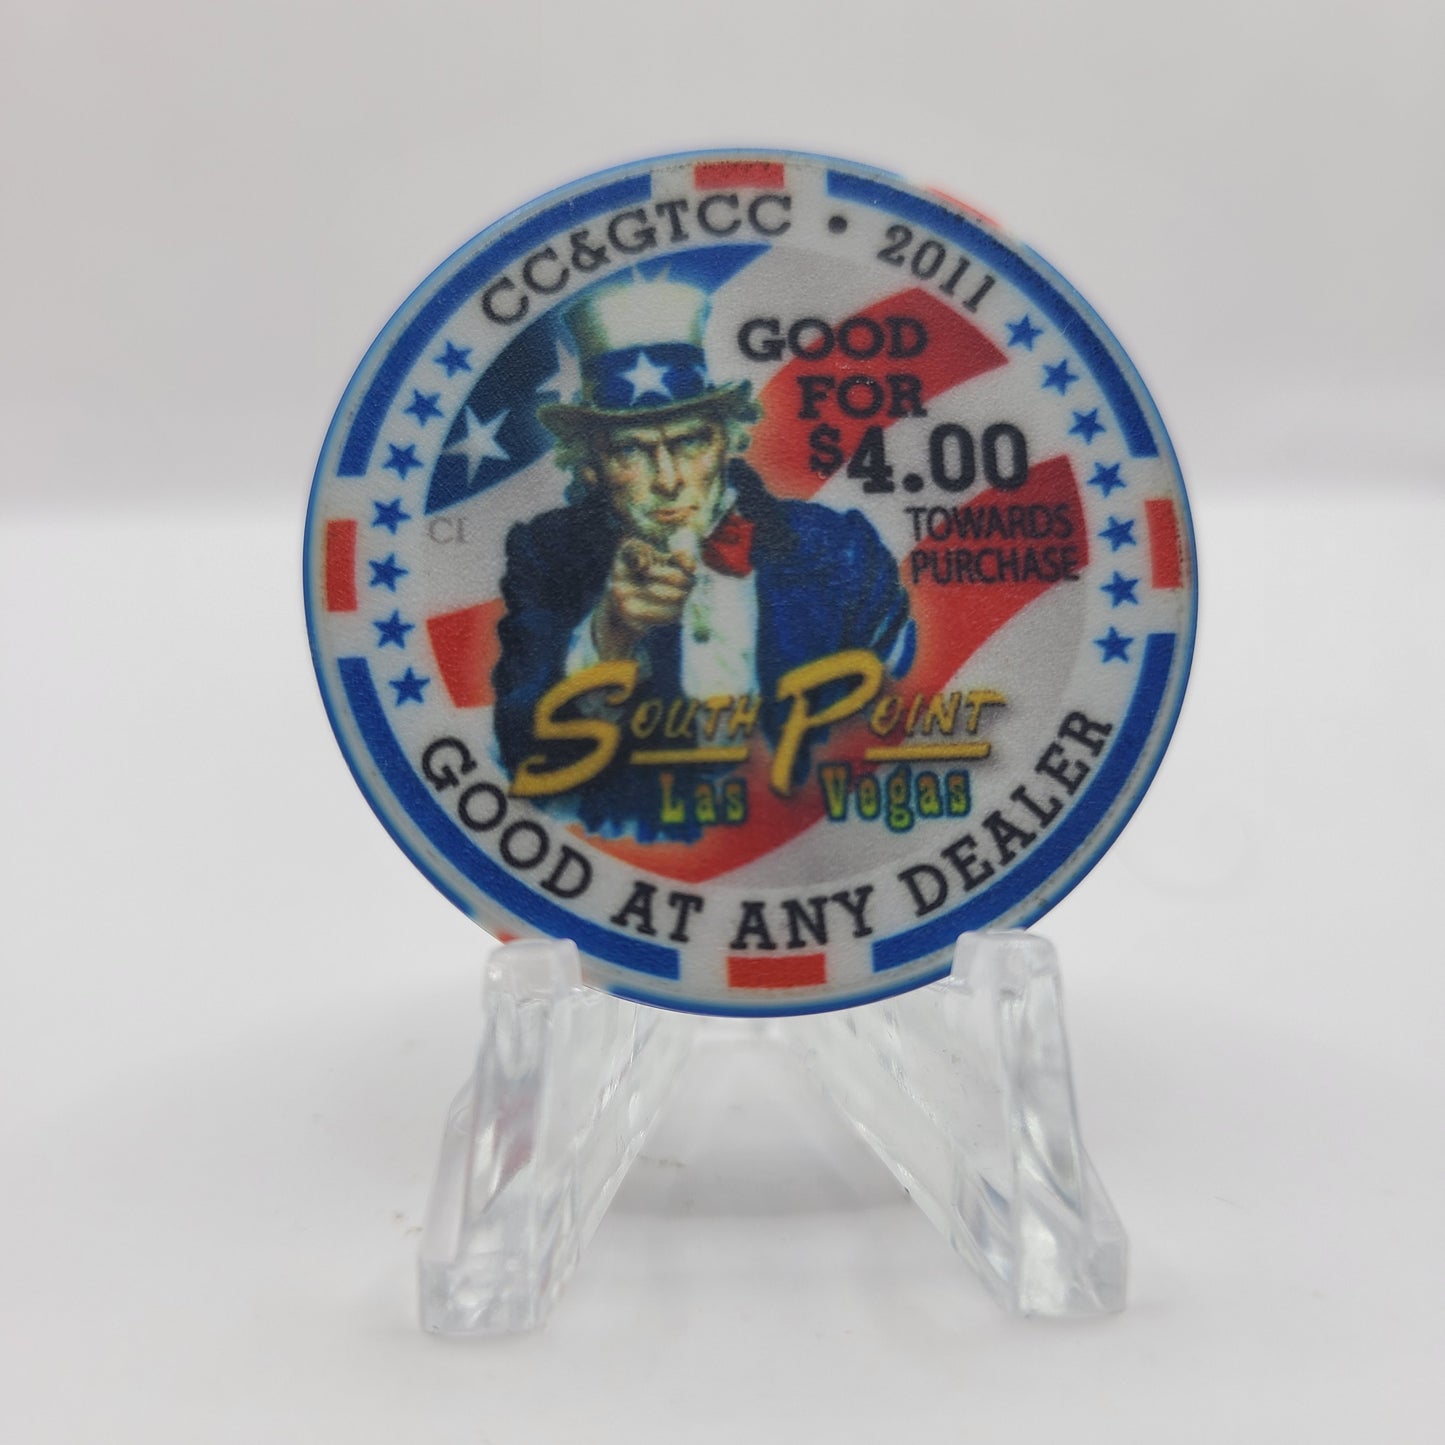 CC&GTCC • 2011
GOOD
FOR
$4.00
TOWARDS
PURCHASE
CI
SOUTH POINT
Las Vegas
GOOD AT ANY DEALER